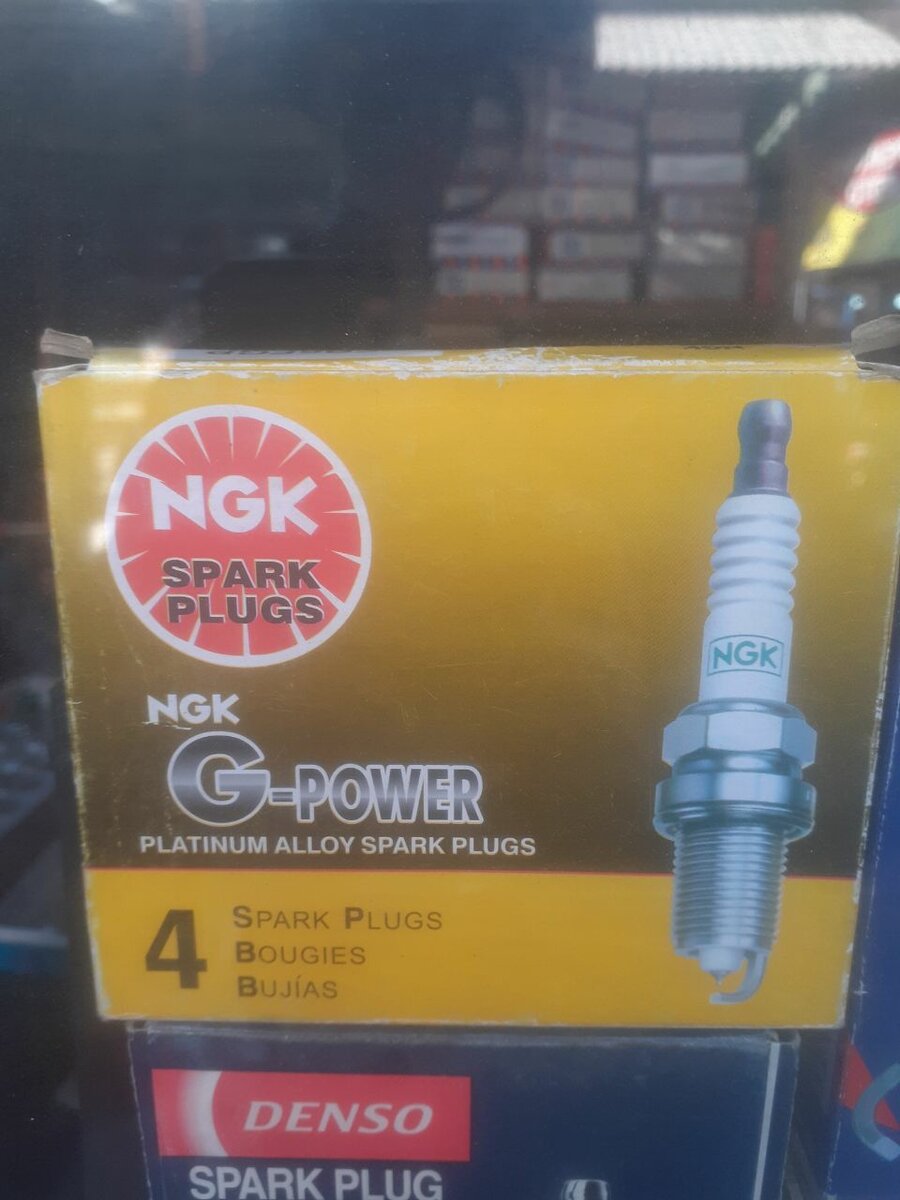 NGK
SPARK
PLUGS
NGK
NGK
G-POWER
PLATINUM ALLOY SPARK PLUGS
4 SPARK PLUGS
BOUGIES
BUJÍAS
DENSO
SPARK PLUG